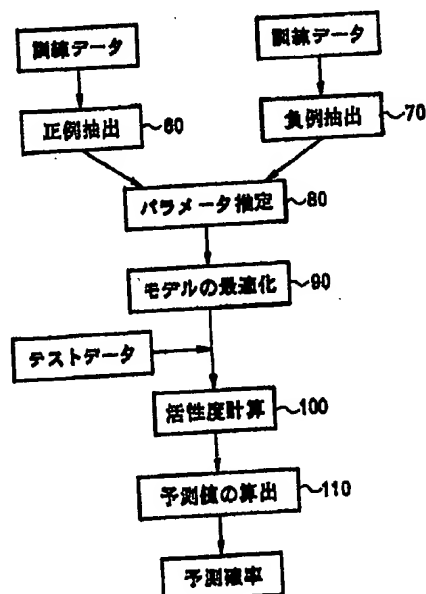 訓練データ
訓練データ
正例抽出 ~60
負例抽出 ~70
パラメータ推定 ~80
モデルの最適化 ~90
テストデータ
活性度計算 ~100
予測値の算出 ~110
予測確率